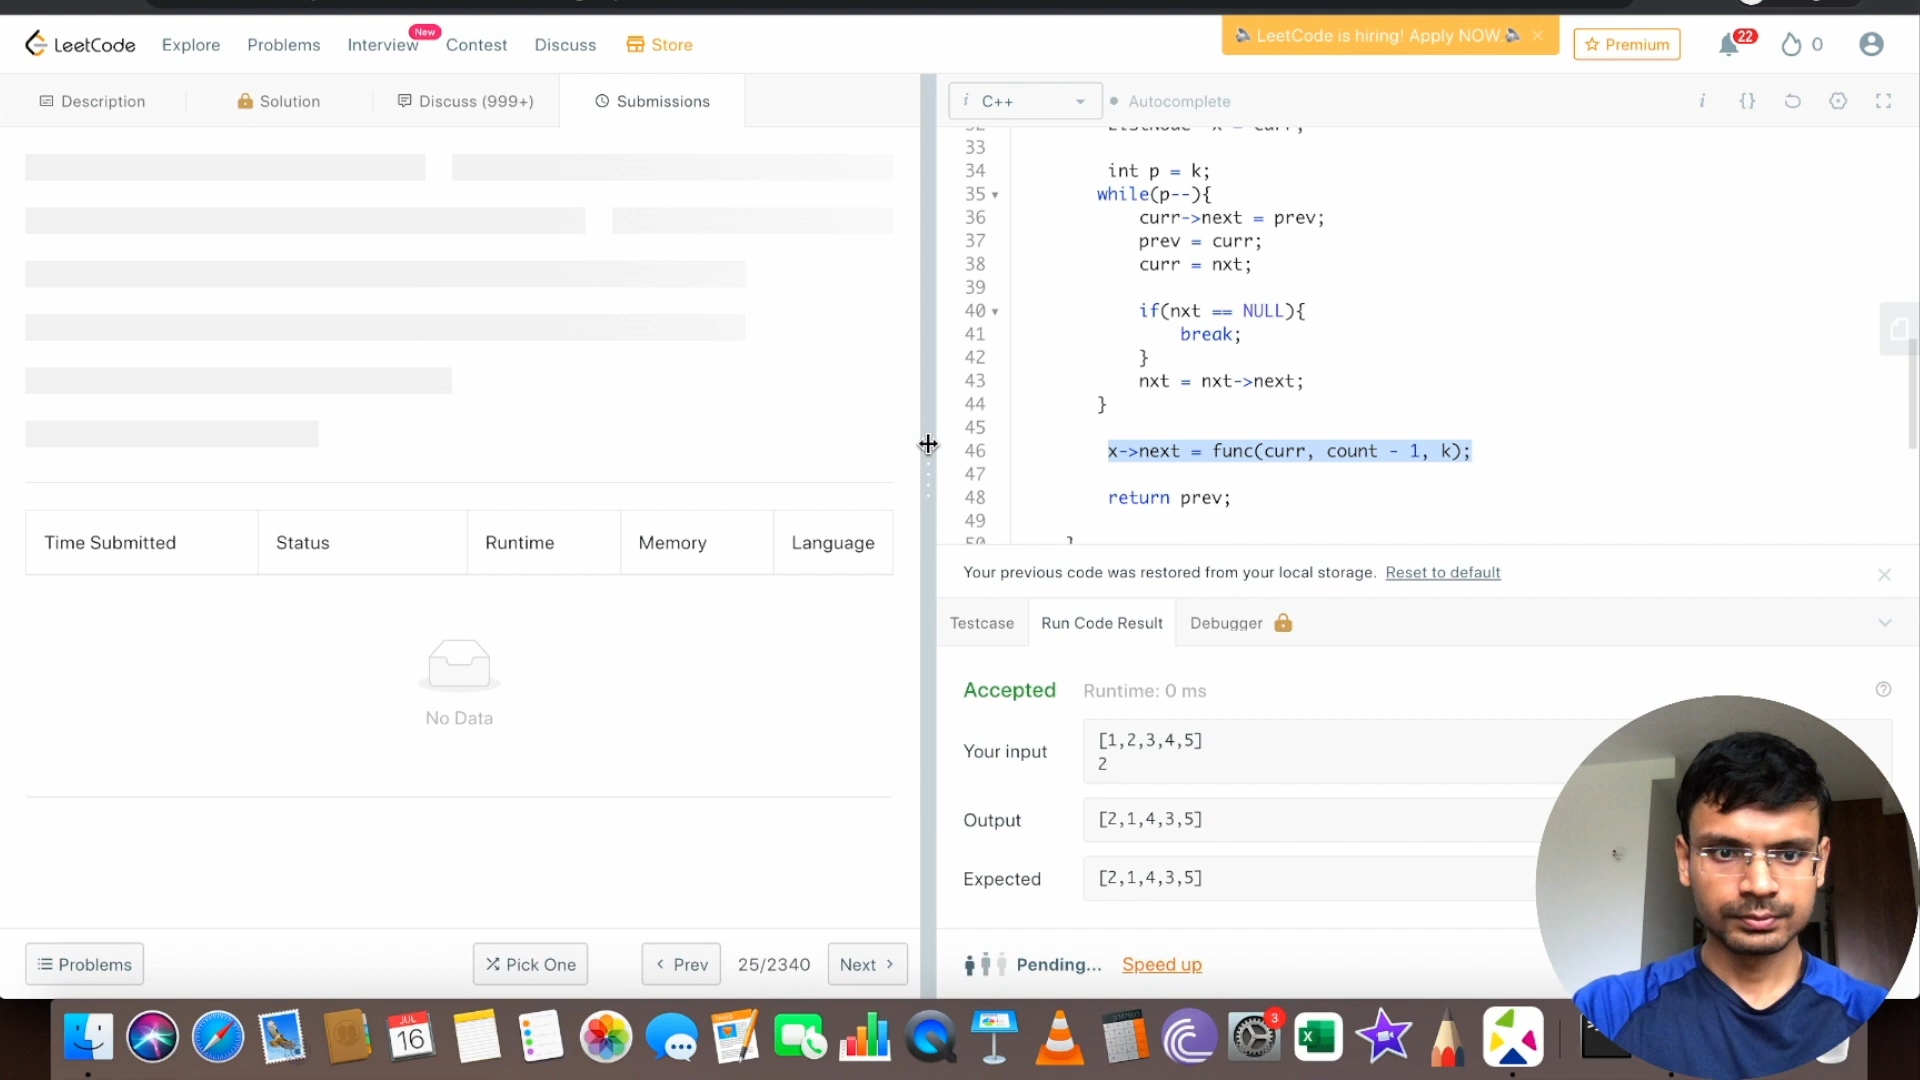 LeetCode
Explore
Problems
Interview
New
Contest
Discuss
Store
LeetCode is hiring! Apply NOW
Premium
22
0
Description
Solution
Discuss (999+)
Submissions
i C++
Autocomplete
i {}
33
34 int p = k;
35 while(p--){
36 curr->next = prev;
37 prev = curr;
38 curr = nxt;
39
40 if(nxt == NULL){
41 break;
42 }
43 nxt = nxt->next;
44 }
45
46 x->next = func(curr, count - 1, k);
47
48 return prev;
49
50 }
Your previous code was restored from your local storage. Reset to default
Testcase
Run Code Result
Debugger
Accepted Runtime: 0 ms
Your input
[1,2,3,4,5]
2
Output
[2,1,4,3,5]
Expected
[2,1,4,3,5]
Time Submitted
Status
Runtime
Memory
Language
No Data
Problems
Pick One
Prev
25/2340
Next
Pending...
Speed up
JUL
16
3